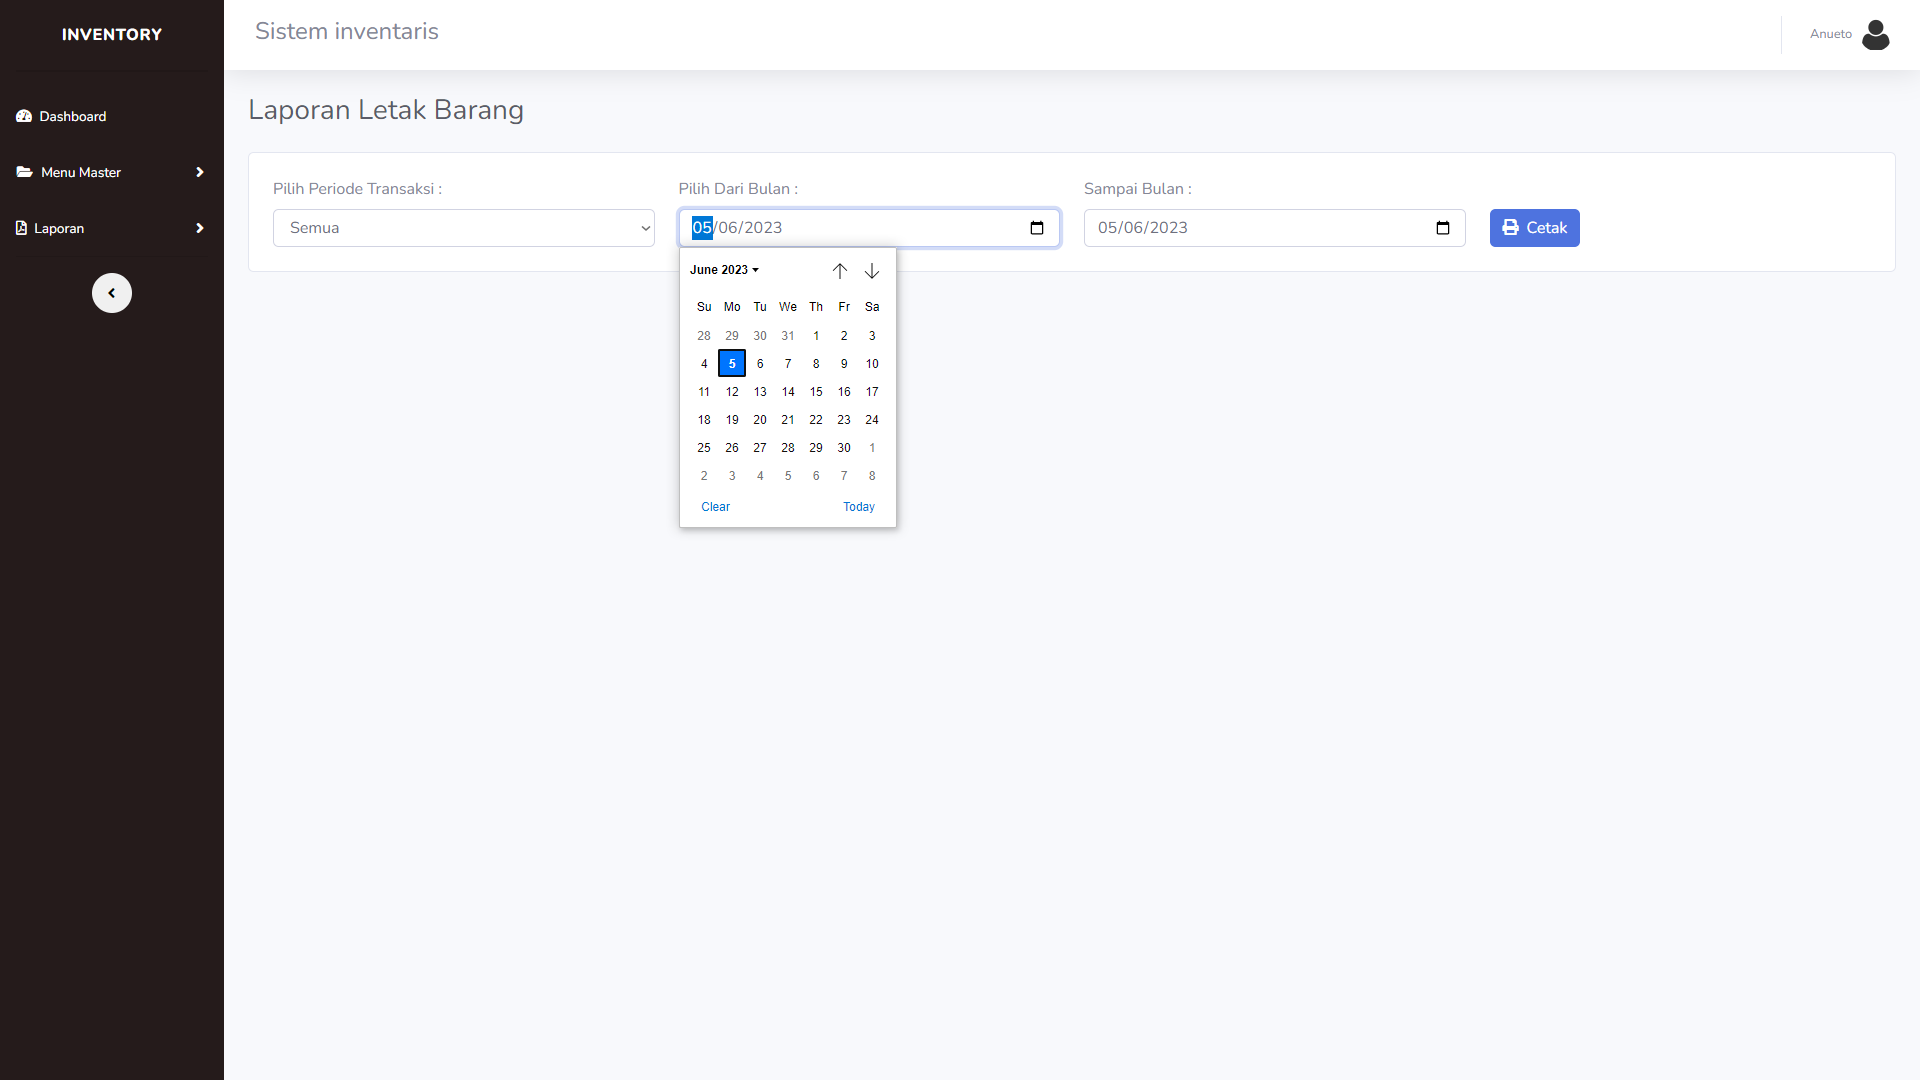 INVENTORY
Dashboard
Menu Master
Laporan
Sistem inventaris
Anueto
Laporan Letak Barang
Pilih Periode Transaksi :
Semua
Pilih Dari Bulan :
05/06/2023
Sampai Bulan :
05/06/2023
Cetak
June 2023
Su Mo Tu We Th Fr Sa
28 29 30 31 1 2 3
4 5 6 7 8 9 10
11 12 13 14 15 16 17
18 19 20 21 22 23 24
25 26 27 28 29 30 1
2 3 4 5 6 7 8
Clear Today